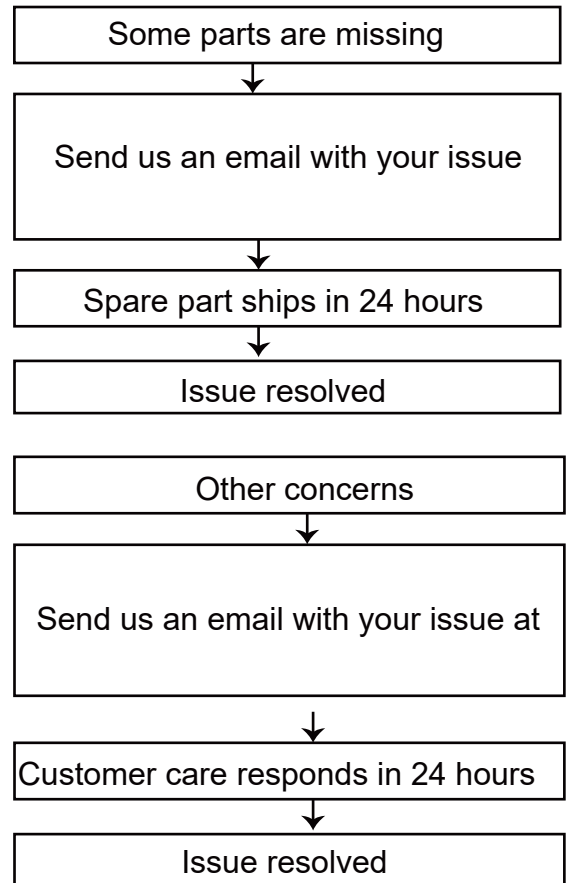 Some parts are missing
Send us an email with your issue
Spare part ships in 24 hours
Issue resolved
Other concerns
Send us an email with your issue at
Customer care responds in 24 hours
Issue resolved